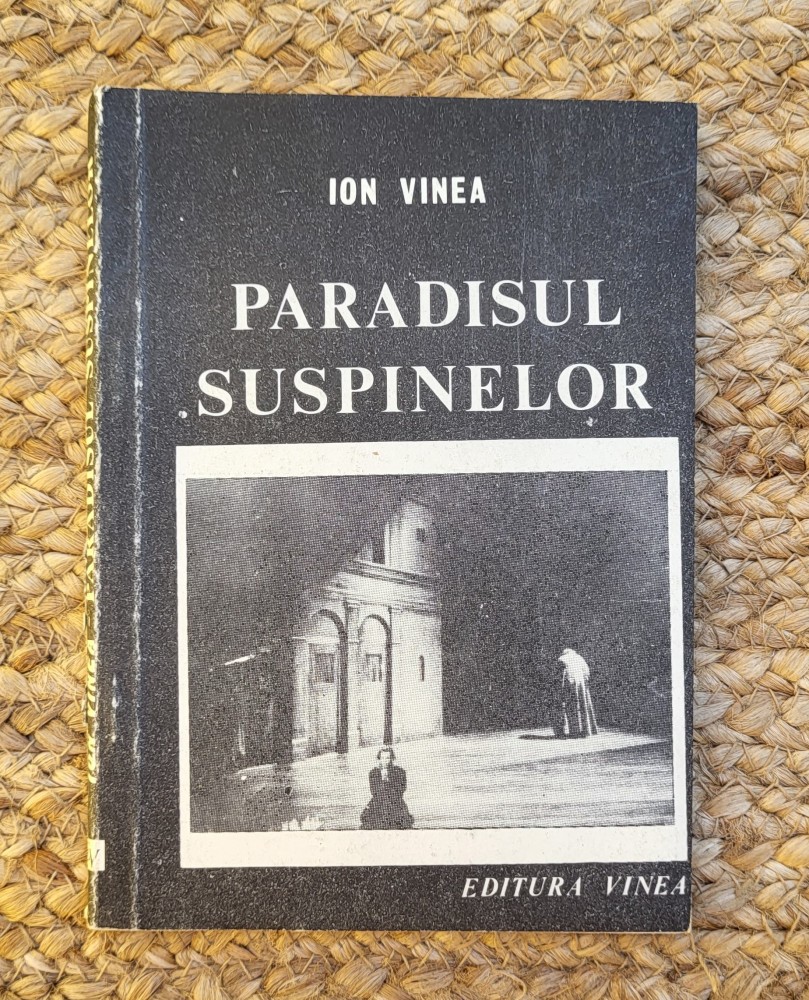 ION VINEA
PARADISUL
SUSPINELOR
EDITURA VINEA
V